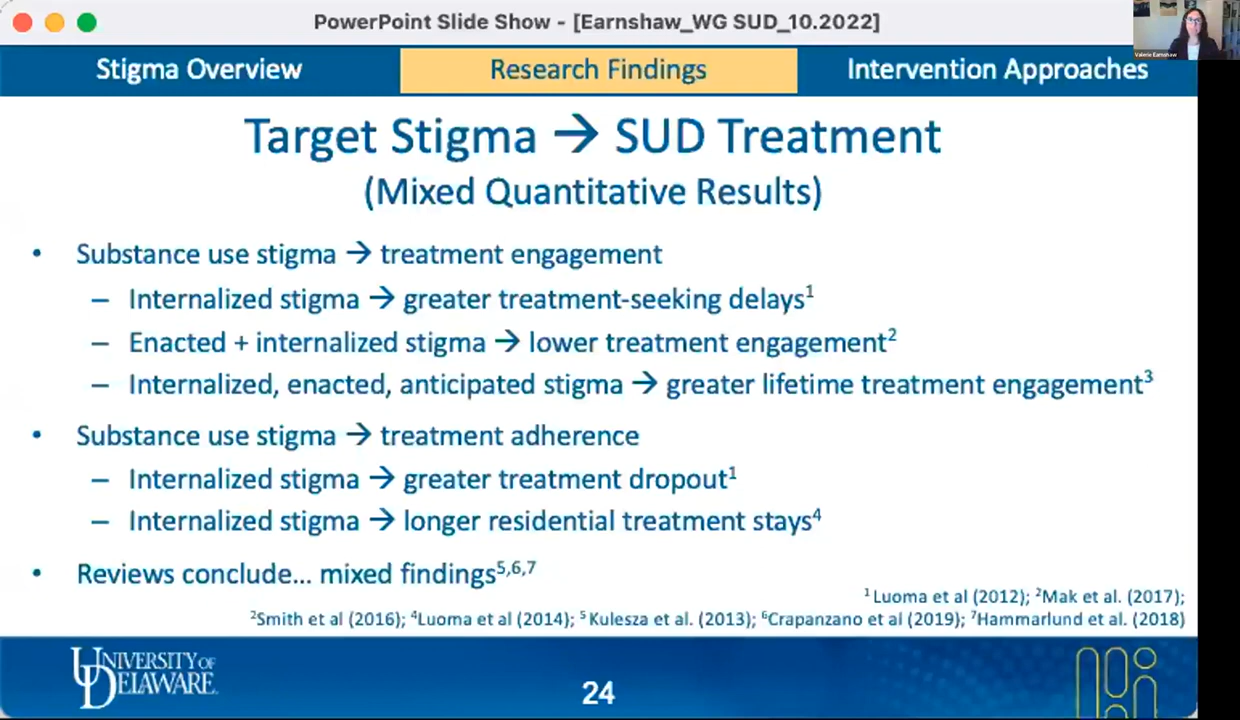 PowerPoint Slide Show - [Earnshaw_WG SUD_10.2022]
Valerie Earnshaw
Stigma Overview
Research Findings
Intervention Approaches
Target Stigma → SUD Treatment
(Mixed Quantitative Results)
• Substance use stigma → treatment engagement
– Internalized stigma → greater treatment-seeking delays¹
– Enacted + internalized stigma → lower treatment engagement²
– Internalized, enacted, anticipated stigma → greater lifetime treatment engagement³
• Substance use stigma → treatment adherence
– Internalized stigma → greater treatment dropout¹
– Internalized stigma → longer residential treatment stays⁴
• Reviews conclude... mixed findings⁵,⁶,⁷
¹Luoma et al (2012); ²Mak et al. (2017);
²Smith et al (2016); ⁴Luoma et al (2014); ⁵Kulesza et al. (2013); ⁶Crapanzano et al (2019); ⁷Hammarlund et al. (2018)
UNIVERSITY OF
DELAWARE
24